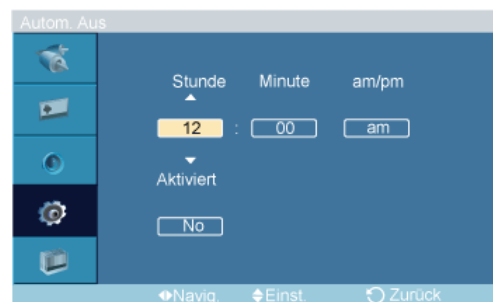 Autom. Aus
Stunde Minute am/pm
12 : 00 am
Aktiviert
No
Navig. Einst. Zurück